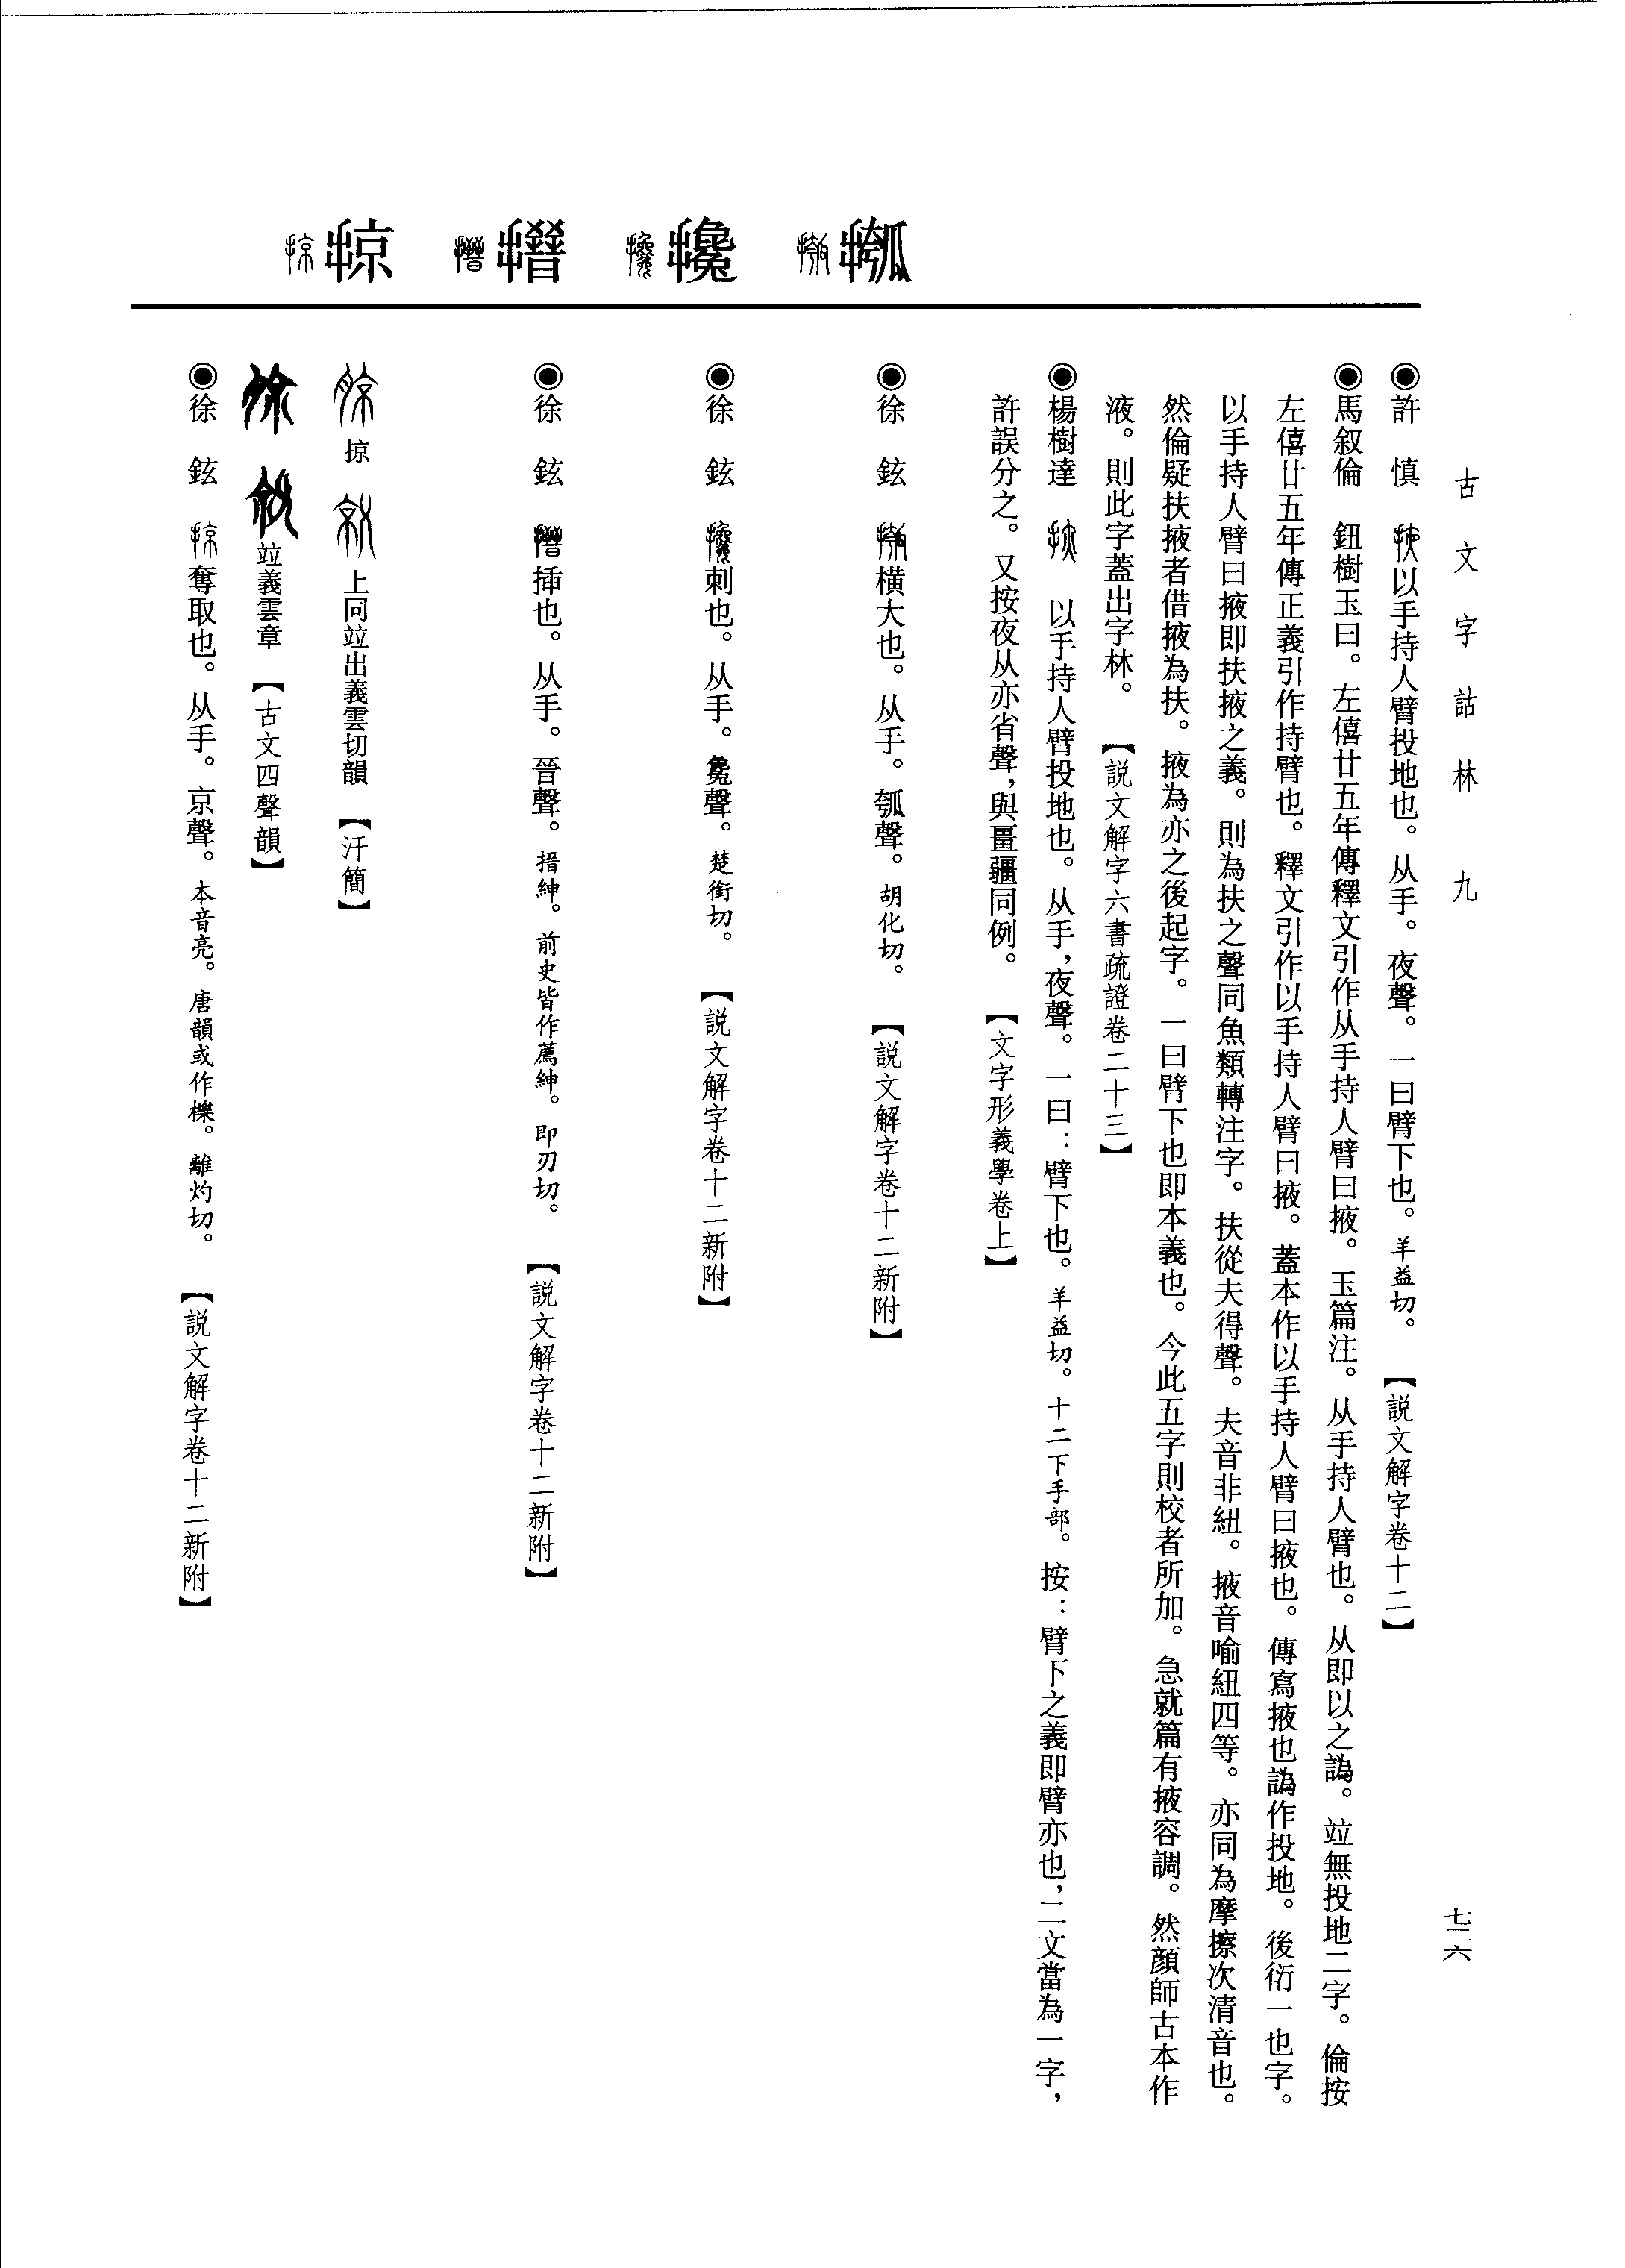 古文字詁林 九
七二六
摦 攙 搢 掠
◉許 慎 以手持人臂投地也。从手。夜聲。一曰臂下也。羊益切。【説文解字卷十二】
◉馬叙倫 鈕樹玉曰。左僖廿五年傳釋文引作从手持人臂曰掖。玉篇注。从手持人臂也。从即以之譌。竝無投地二字。倫按
左僖廿五年傳正義引作持臂也。釋文引作以手持人臂曰掖。蓋本作以手持人臂曰掖也。傳寫掖也譌作投地。後衍一也字。
以手持人臂曰掖即扶掖之義。則為扶之聲同魚類轉注字。扶從夫得聲。夫音非紐。掖音喻紐四等。亦同為摩擦次清音也。
然倫疑扶掖者借掖為扶。掖為亦之後起字。一曰臂下也即本義也。今此五字則校者所加。急就篇有掖容調。然顔師古本作
液。則此字蓋出字林。【説文解字六書疏證卷二十三】
◉楊樹達 以手持人臂投地也。从手，夜聲。一曰：臂下也。羊益切。十二下手部。按：臂下之義即臂亦也，二文當為一字，
許誤分之。又按夜从亦省聲，與畺疆同例。【文字形義學卷上】
◉徐 鉉 橫大也。从手。瓠聲。胡化切。【説文解字卷十二新附】
◉徐 鉉 刺也。从手。毚聲。楚銜切。【説文解字卷十二新附】
◉徐 鉉 插也。从手。晉聲。搢紳。前史皆作薦紳。即刃切。【説文解字卷十二新附】
掠 上同竝出義雲切韻【汗簡】
竝義雲章【古文四聲韻】
◉徐 鉉 奪取也。从手。京聲。本音亮。唐韻或作擽。離灼切。【説文解字卷十二新附】